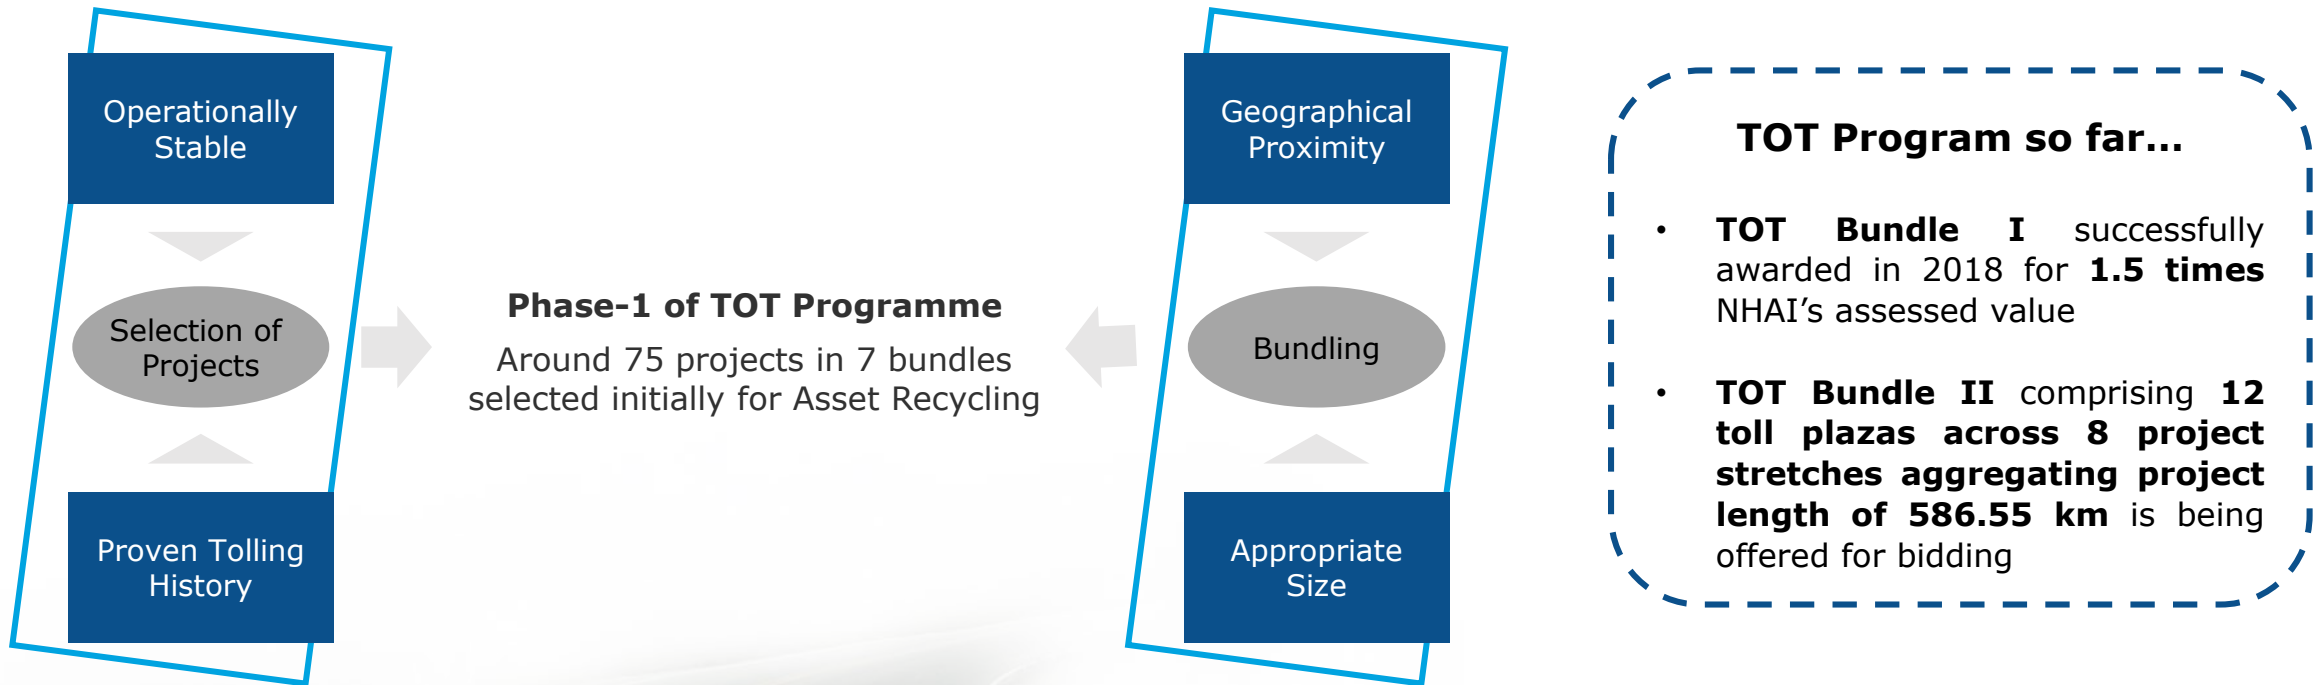 Operationally
Stable
Selection of
Projects
Proven Tolling
History
Phase-1 of TOT Programme
Around 75 projects in 7 bundles
selected initially for Asset Recycling
Geographical
Proximity
Bundling
Appropriate
Size
TOT Program so far…
• TOT Bundle I successfully
awarded in 2018 for 1.5 times
NHAI’s assessed value
• TOT Bundle II comprising 12
toll plazas across 8 project
stretches aggregating project
length of 586.55 km is being
offered for bidding